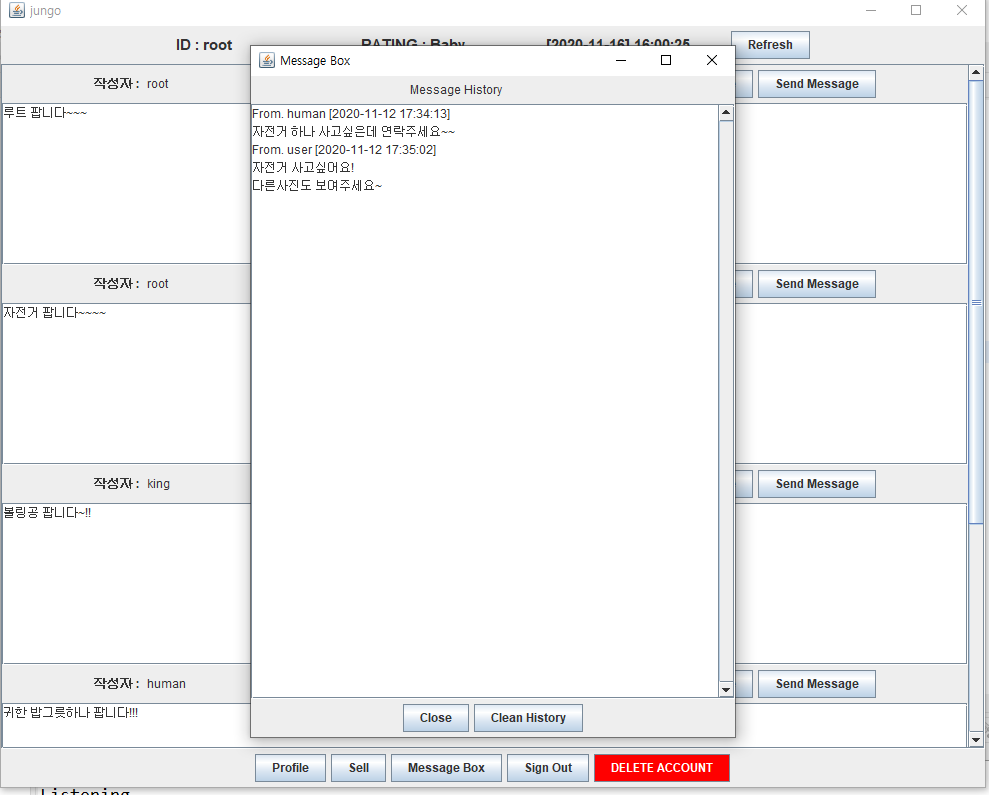 jungo
ID : root RATING : Baby [2020-11-16] 16:00:25 Refresh
Message Box
Message History
From. human [2020-11-12 17:34:13]
자전거 하나 사고싶은데 연락주세요~~
From. user [2020-11-12 17:35:02]
자전거 사고싶어요!
다른사진도 보여주세요~
Close Clean History
작성자 : root Send Message
루트 팝니다~~~
작성자 : root Send Message
자전거 팝니다~~~~
작성자 : king Send Message
볼링공 팝니다~!!
작성자 : human Send Message
귀한 밥그릇하나 팝니다!!!
Profile Sell Message Box Sign Out DELETE ACCOUNT
Listening